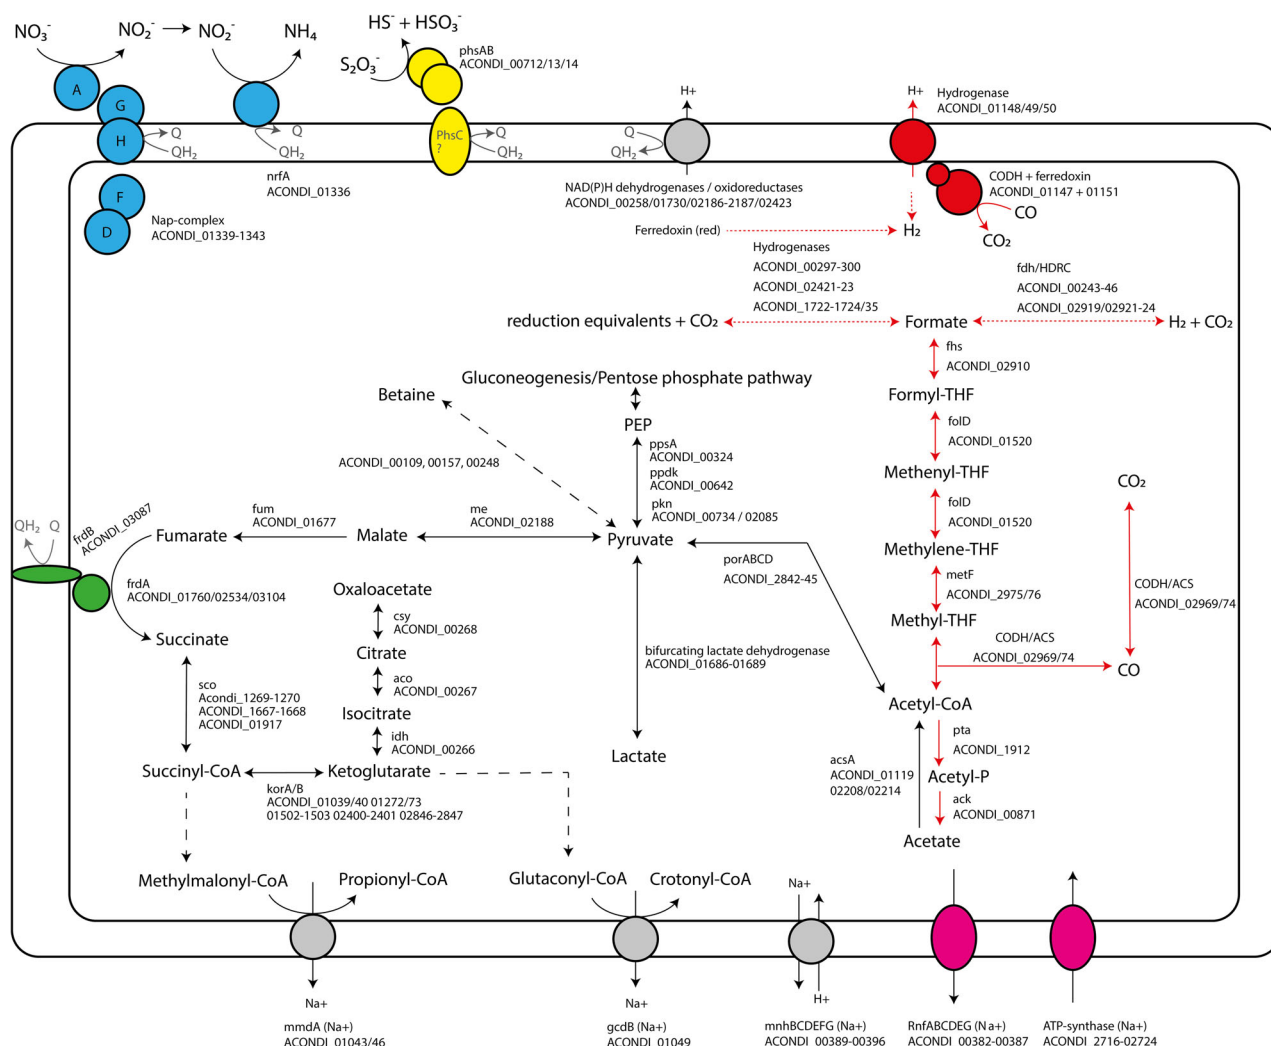 NO₃⁻
NO₂⁻
NO₂⁻
NH₄
HS⁻ + HSO₃⁻
S₂O₃⁻
phsAB
ACONDI_00712/13/14
A
G
H
Q
QH₂
Q
QH₂
PhsC
?
Q
QH₂
Q
QH₂
H+
H+
Hydrogenase
ACONDI_01148/49/50
F
D
Nap-complex
ACONDI_01339-1343
nrfA
ACONDI_01336
NAD(P)H dehydrogenases / oxidoreductases
ACONDI_00258/01730/02186-2187/02423
CODH + ferredoxin
ACONDI_01147 + 01151
CO
CO₂
Ferredoxin (red)
H₂
Hydrogenases
ACONDI_00297-300
ACONDI_02421-23
ACONDI_1722-1724/35
fdh/HDRC
ACONDI_00243-46
ACONDI_02919/02921-24
reduction equivalents + CO₂
Formate
H₂ + CO₂
fhs
ACONDI_02910
Formyl-THF
folD
ACONDI_01520
Methenyl-THF
folD
ACONDI_01520
Methylene-THF
metF
ACONDI_2975/76
Methyl-THF
CODH/ACS
ACONDI_02969/74
CO₂
CODH/ACS
ACONDI_02969/74
CO
Acetyl-CoA
pta
ACONDI_1912
Acetyl-P
ack
ACONDI_00871
Acetate
acsA
ACONDI_01119
02208/02214
Gluconeogenesis/Pentose phosphate pathway
Betaine
PEP
ppsA
ACONDI_00324
ppdk
ACONDI_00642
pkn
ACONDI_00734 / 02085
ACONDI_00109, 00157, 00248
Pyruvate
porABCD
ACONDI_2842-45
me
ACONDI_02188
Malate
fum
ACONDI_01677
Fumarate
QH₂ Q
frdB
ACONDI_03087
frdA
ACONDI_01760/02534/03104
Succinate
Oxaloacetate
csy
ACONDI_00268
Citrate
aco
ACONDI_00267
Isocitrate
idh
ACONDI_00266
sco
Acondi_1269-1270
ACONDI_1667-1668
ACONDI_01917
bifurcating lactate dehydrogenase
ACONDI_01686-01689
Lactate
Succinyl-CoA
Ketoglutarate
korA/B
ACONDI_01039/40 01272/73
01502-1503 02400-2401 02846-2847
Methylmalonyl-CoA
Propionyl-CoA
Glutaconyl-CoA
Crotonyl-CoA
Na+
Na+
Na+
H+
mmdA (Na+)
ACONDI_01043/46
gcdB (Na+)
ACONDI_01049
mnhBCDEFG (Na+)
ACONDI_00389-00396
RnfABCDEG (Na+)
ACONDI_00382-00387
ATP-synthase (Na+)
ACONDI_2716-02724